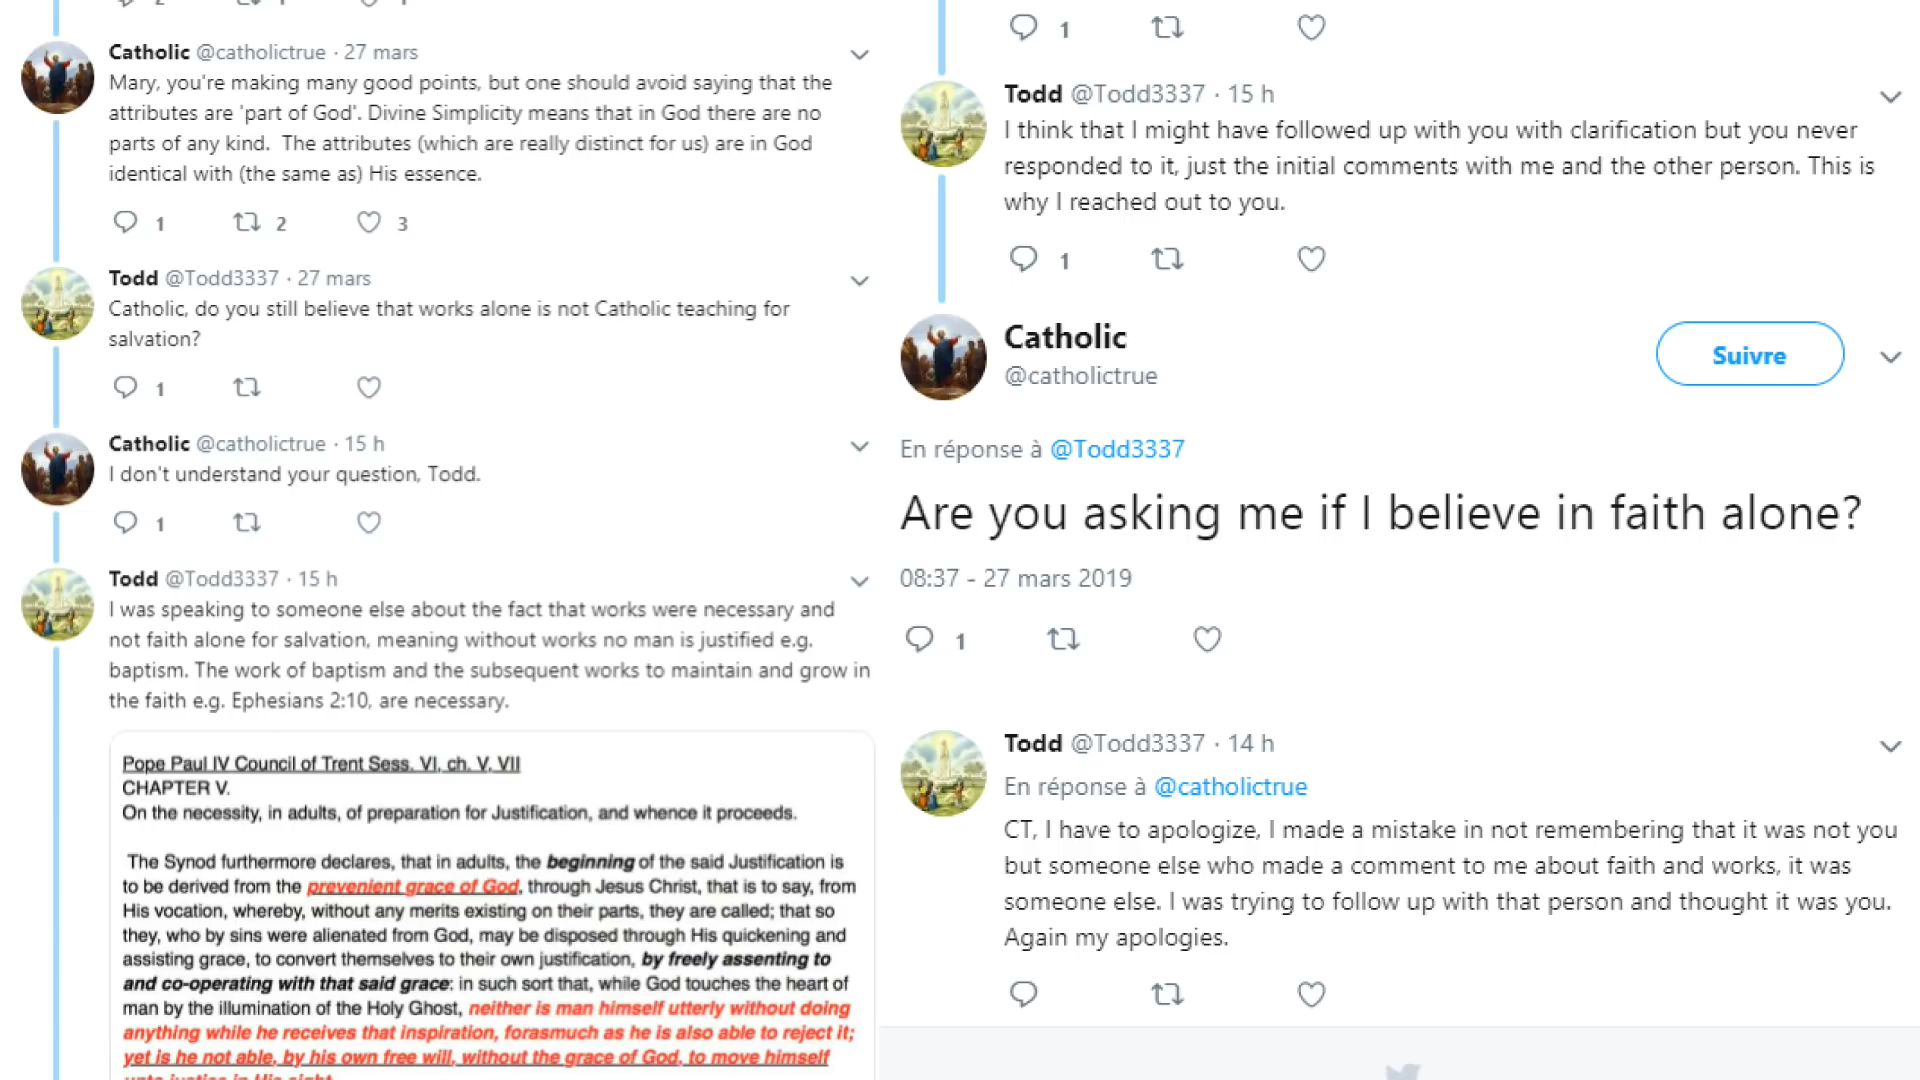 2 1 1
Catholic @catholictrue · 27 mars
Mary, you're making many good points, but one should avoid saying that the
attributes are 'part of God'. Divine Simplicity means that in God there are no
parts of any kind. The attributes (which are really distinct for us) are in God
identical with (the same as) His essence.
1 2 3
Todd @Todd3337 · 27 mars
Catholic, do you still believe that works alone is not Catholic teaching for
salvation?
1
Catholic @catholictrue · 15 h
I don't understand your question, Todd.
1
Todd @Todd3337 · 15 h
I was speaking to someone else about the fact that works were necessary and
not faith alone for salvation, meaning without works no man is justified e.g.
baptism. The work of baptism and the subsequent works to maintain and grow in
the faith e.g. Ephesians 2:10, are necessary.
Pope Paul IV Council of Trent Sess. VI, ch. V, VII
CHAPTER V.
On the necessity, in adults, of preparation for Justification, and whence it proceeds.
The Synod furthermore declares, that in adults, the beginning of the said Justification is
to be derived from the prevenient grace of God, through Jesus Christ, that is to say, from
His vocation, whereby, without any merits existing on their parts, they are called; that so
they, who by sins were alienated from God, may be disposed through His quickening and
assisting grace, to convert themselves to their own justification, by freely assenting to
and co-operating with that said grace: in such sort that, while God touches the heart of
man by the illumination of the Holy Ghost, neither is man himself utterly without doing
anything while he receives that inspiration, forasmuch as he is also able to reject it;
yet is he not able, by his own free will, without the grace of God, to move himself
unto justice in His sight.
1
Todd @Todd3337 · 15 h
I think that I might have followed up with you with clarification but you never
responded to it, just the initial comments with me and the other person. This is
why I reached out to you.
1
Catholic
@catholictrue
Suivre
En réponse à @Todd3337
Are you asking me if I believe in faith alone?
08:37 - 27 mars 2019
1
Todd @Todd3337 · 14 h
En réponse à @catholictrue
CT, I have to apologize, I made a mistake in not remembering that it was not you
but someone else who made a comment to me about faith and works, it was
someone else. I was trying to follow up with that person and thought it was you.
Again my apologies.